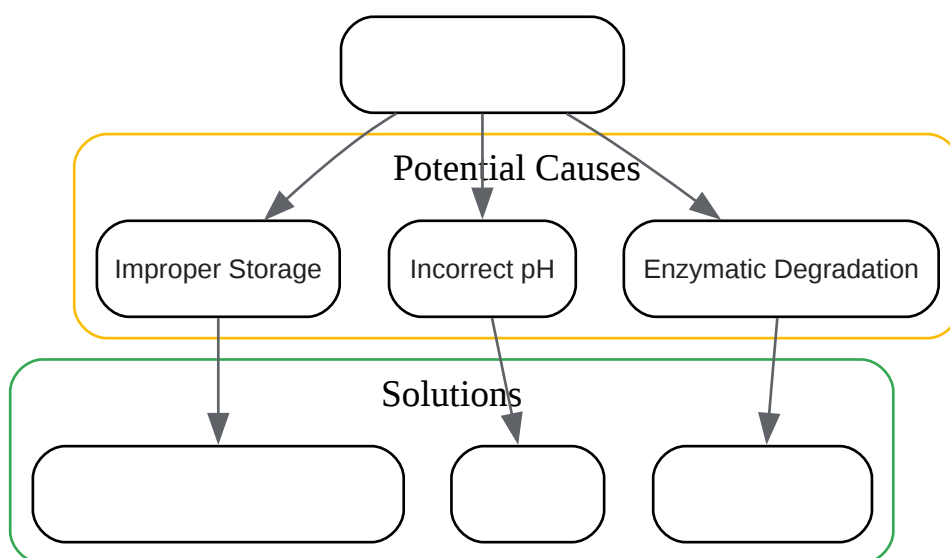 Potential Causes
Improper Storage
Incorrect pH
Enzymatic Degradation
Solutions